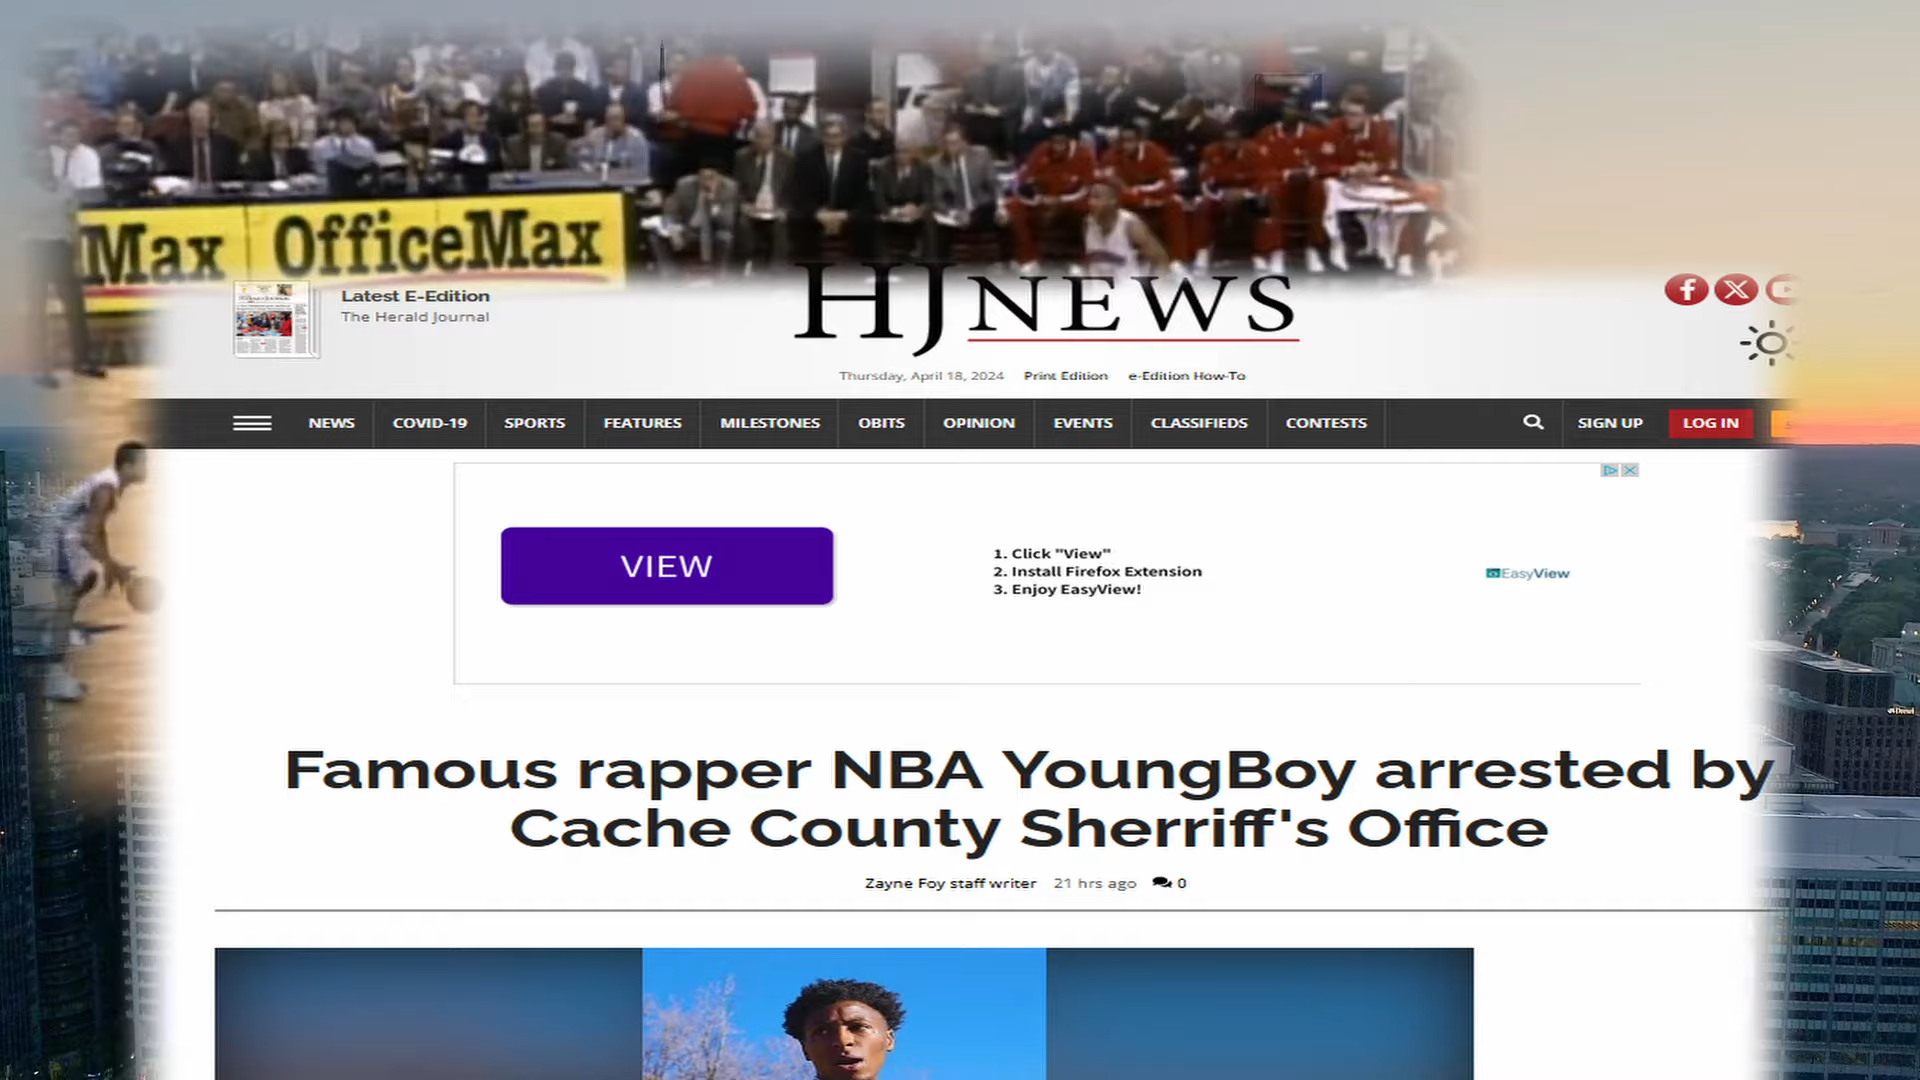 Max OfficeMax
Latest E-Edition
The Herald Journal
HJNEWS
Thursday, April 18, 2024 Print Edition e-Edition How-To
NEWS COVID-19 SPORTS FEATURES MILESTONES OBITS OPINION EVENTS CLASSIFIEDS CONTESTS SIGN UP LOG IN
VIEW
1. Click "View"
2. Install Firefox Extension
3. Enjoy EasyView!
EasyView
Drexel
Famous rapper NBA YoungBoy arrested by
Cache County Sherriff's Office
Zayne Foy staff writer 21 hrs ago 0